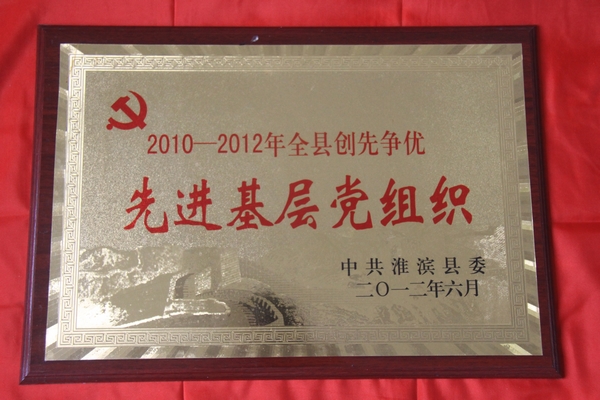 2010—2012年全县创先争优
先进基层党组织
中共淮滨县委
二〇一二年六月